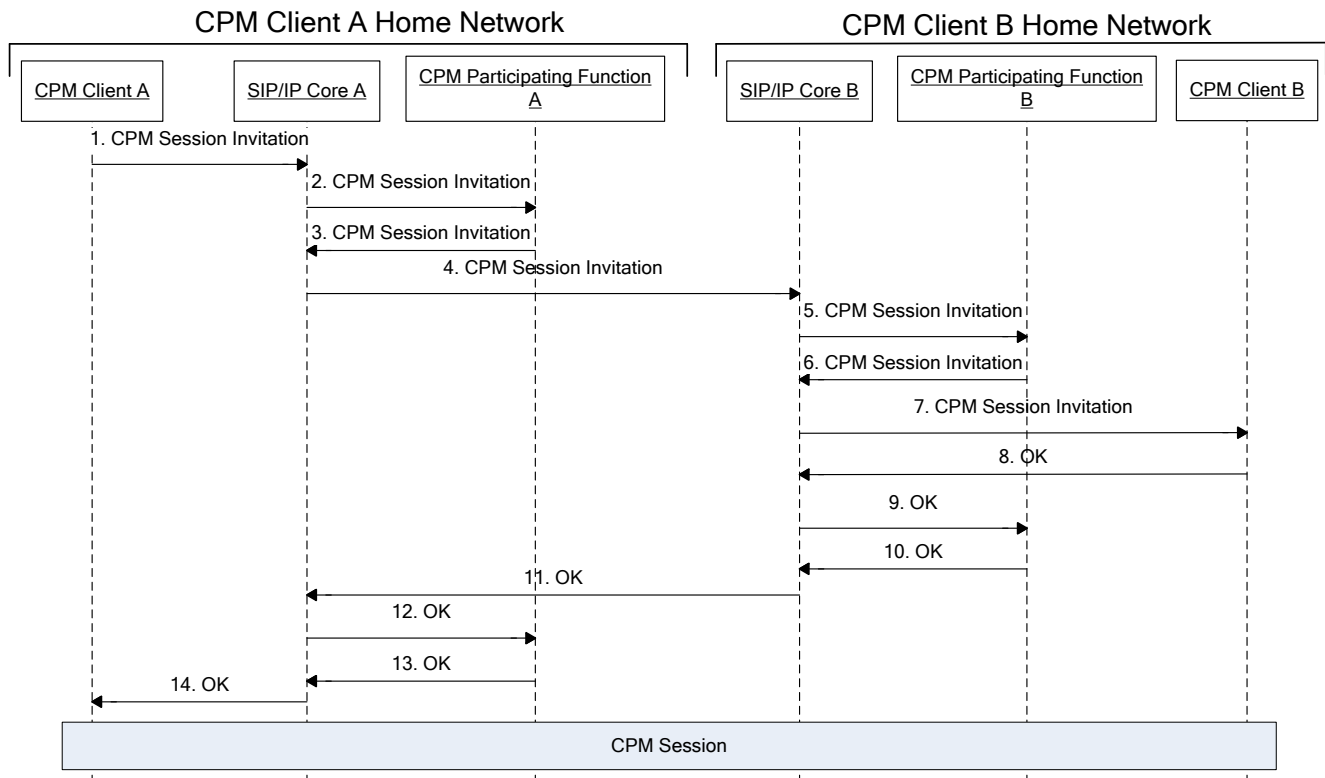 CPM Client A Home Network
CPM Client B Home Network
CPM Client A
SIP/IP Core A
CPM Participating Function
A
SIP/IP Core B
CPM Participating Function
B
CPM Client B
1. CPM Session Invitation
2. CPM Session Invitation
3. CPM Session Invitation
4. CPM Session Invitation
5. CPM Session Invitation
6. CPM Session Invitation
7. CPM Session Invitation
8. OK
9. OK
10. OK
11. OK
12. OK
13. OK
14. OK
CPM Session